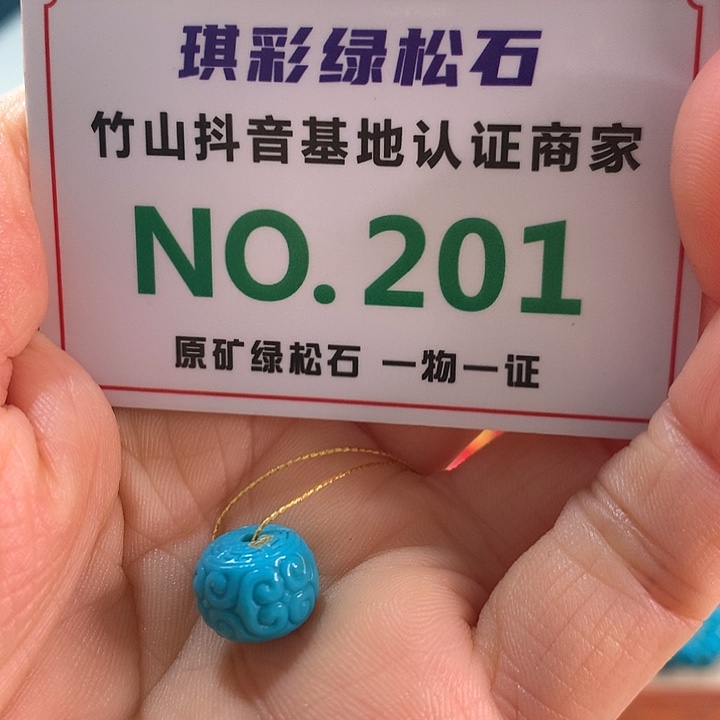 琪彩绿松石
竹山抖音基地认证商家
NO.201
原矿绿松石 一物一证